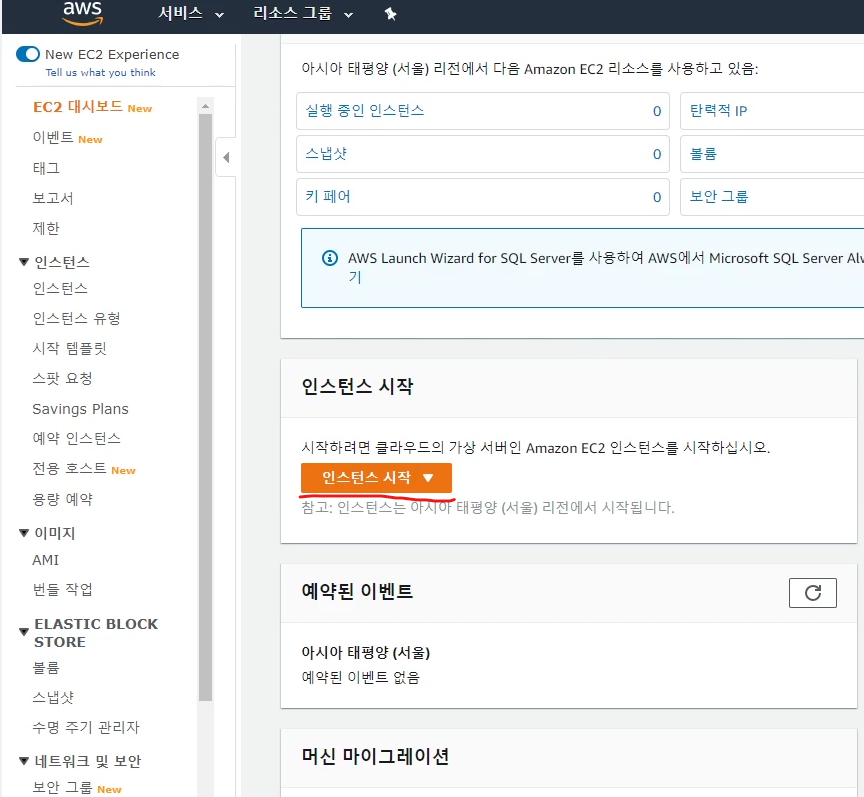 aws
서비스
리소스 그룹
New EC2 Experience
Tell us what you think
EC2 대시보드 New
이벤트 New
태그
보고서
제한
인스턴스
인스턴스
인스턴스 유형
시작 템플릿
스팟 요청
Savings Plans
예약 인스턴스
전용 호스트 New
용량 예약
이미지
AMI
번들 작업
ELASTIC BLOCK
STORE
볼륨
스냅샷
수명 주기 관리자
네트워크 및 보안
보안 그룹 New
아시아 태평양 (서울) 리전에서 다음 Amazon EC2 리소스를 사용하고 있음:
실행 중인 인스턴스 0
탄력적 IP
스냅샷 0
볼륨
키 페어 0
보안 그룹
AWS Launch Wizard for SQL Server를 사용하여 AWS에서 Microsoft SQL Server Alw
기
인스턴스 시작
시작하려면 클라우드의 가상 서버인 Amazon EC2 인스턴스를 시작하십시오.
인스턴스 시작
참고: 인스턴스는 아시아 태평양 (서울) 리전에서 시작됩니다.
예약된 이벤트
아시아 태평양 (서울)
예약된 이벤트 없음
머신 마이그레이션